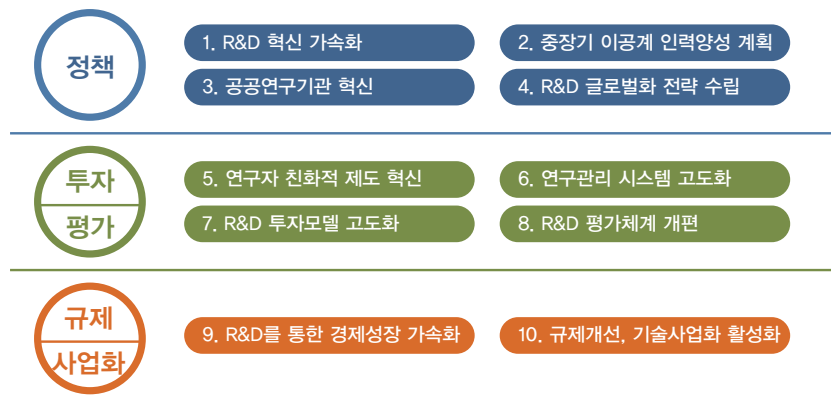 정책
1. R&D 혁신 가속화
2. 중장기 이공계 인력양성 계획
3. 공공연구기관 혁신
4. R&D 글로벌화 전략 수립
투자
평가
5. 연구자 친화적 제도 혁신
6. 연구관리 시스템 고도화
7. R&D 투자모델 고도화
8. R&D 평가체계 개편
규제
사업화
9. R&D를 통한 경제성장 가속화
10. 규제개선, 기술사업화 활성화